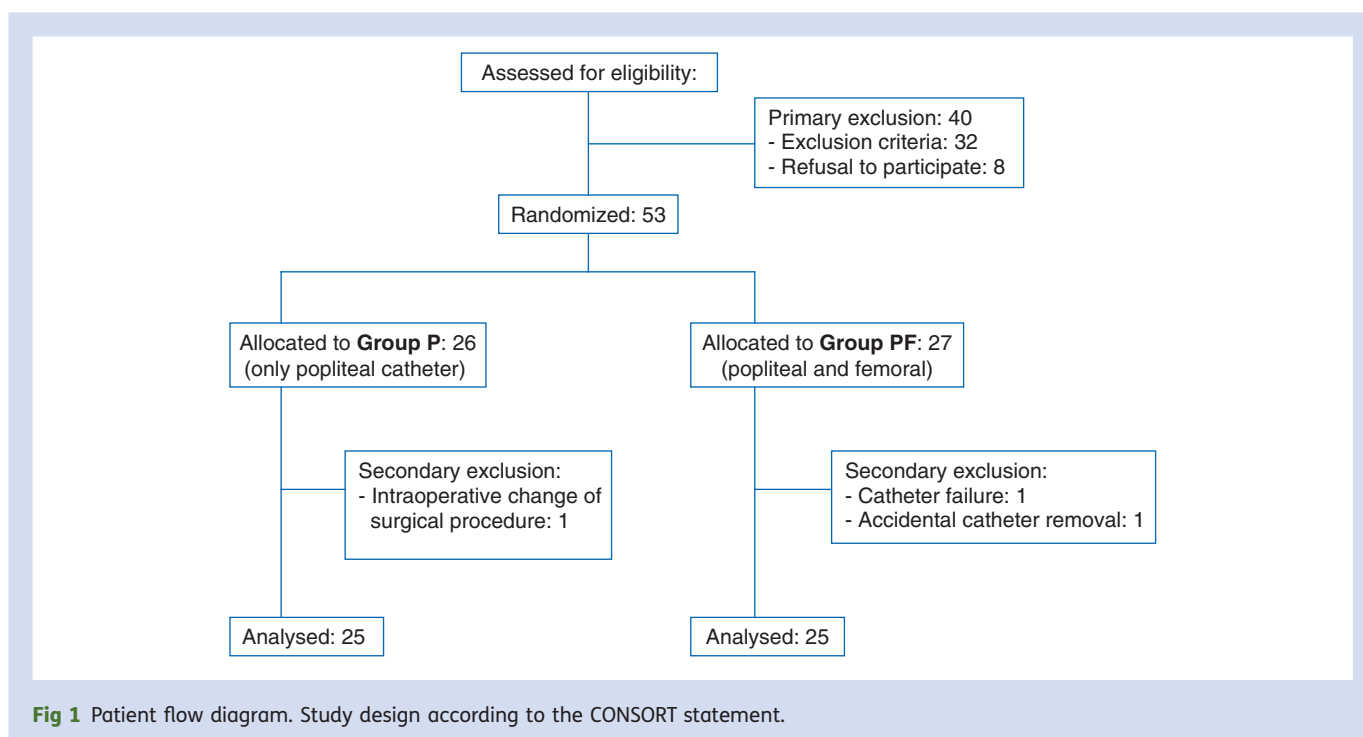 Assessed for eligibility:
Primary exclusion: 40
- Exclusion criteria: 32
- Refusal to participate: 8
Randomized: 53
Allocated to Group P: 26
(only popliteal catheter)
Allocated to Group PF: 27
(popliteal and femoral)
Secondary exclusion:
- Intraoperative change of
surgical procedure: 1
Secondary exclusion:
- Catheter failure: 1
- Accidental catheter removal: 1
Analysed: 25
Analysed: 25
Fig 1 Patient flow diagram. Study design according to the CONSORT statement.